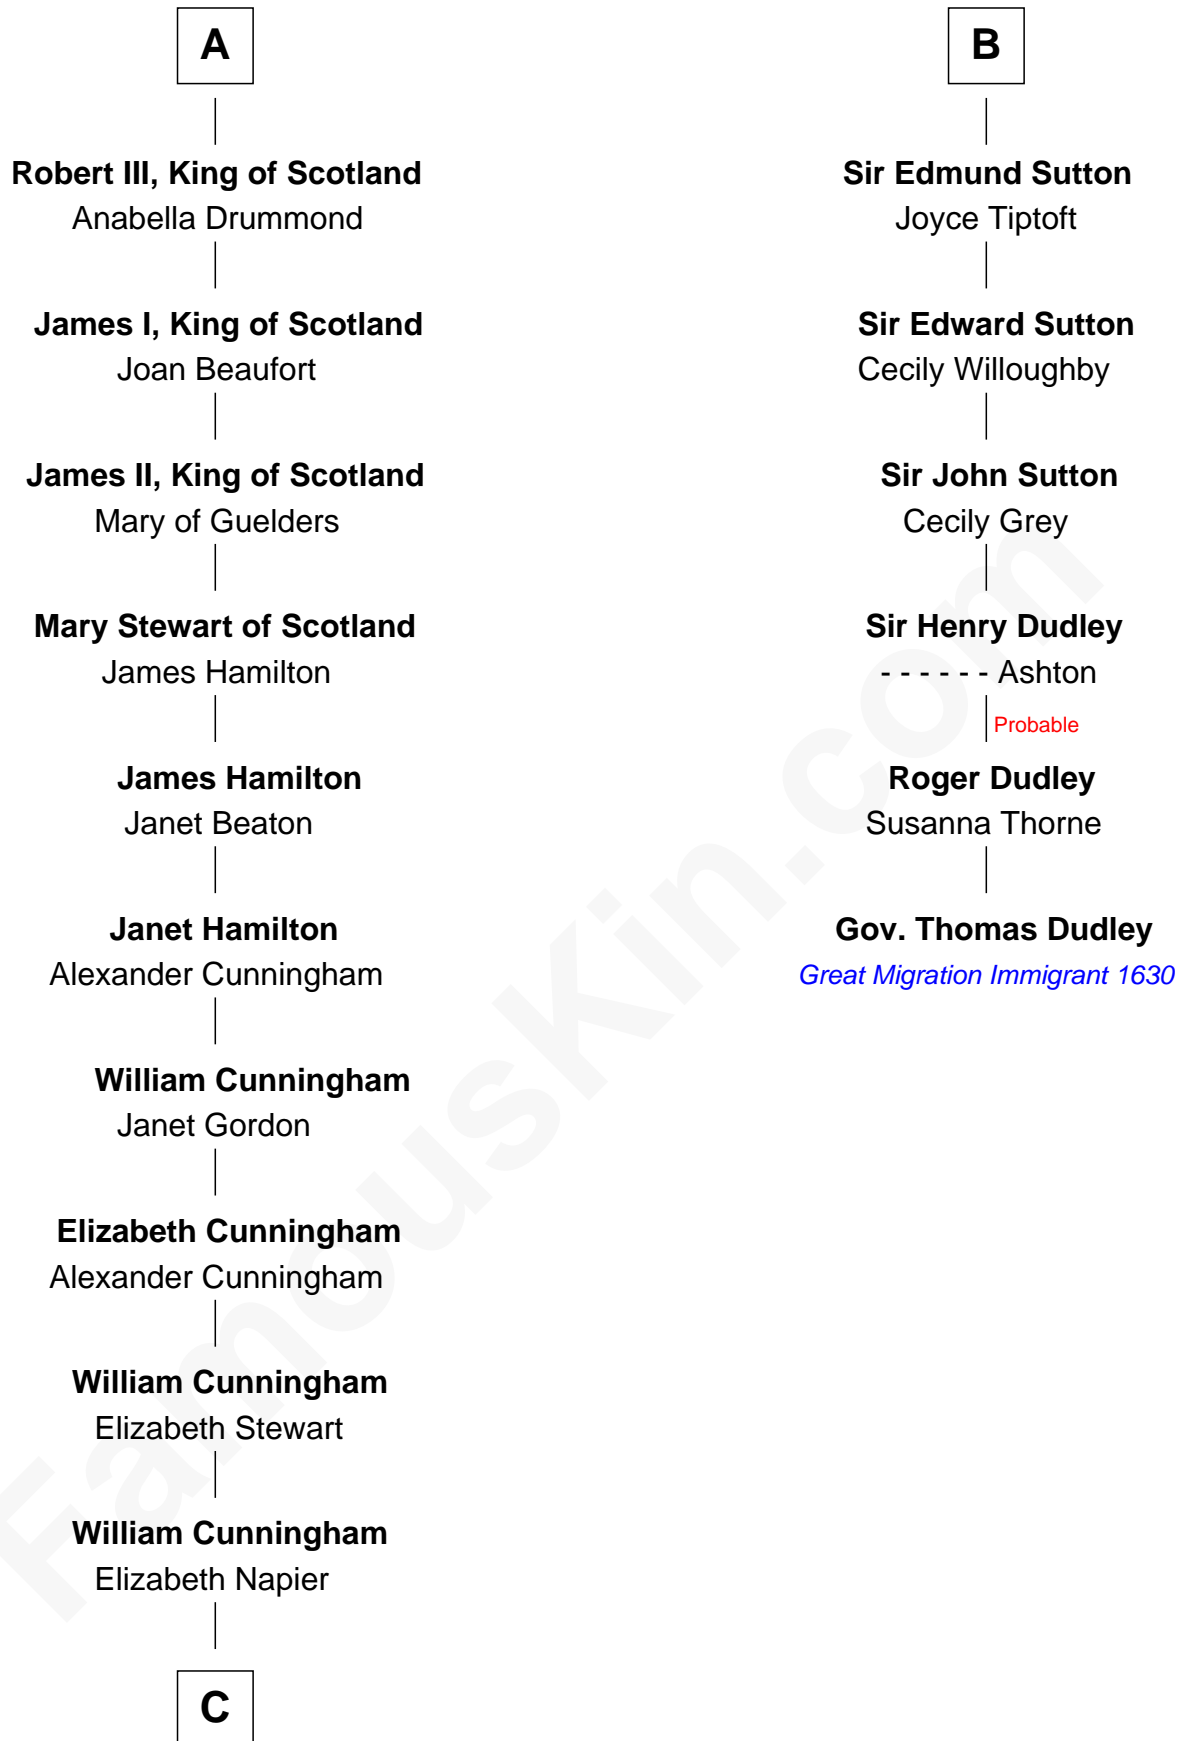 A
Robert III, King of Scotland
Anabella Drummond
James I, King of Scotland
Joan Beaufort
James II, King of Scotland
Mary of Guelders
Mary Stewart of Scotland
James Hamilton
James Hamilton
Janet Beaton
Janet Hamilton
Alexander Cunningham
William Cunningham
Janet Gordon
Elizabeth Cunningham
Alexander Cunningham
William Cunningham
Elizabeth Stewart
William Cunningham
Elizabeth Napier
C
B
Sir Edmund Sutton
Joyce Tiptoft
Sir Edward Sutton
Cecily Willoughby
Sir John Sutton
Cecily Grey
Sir Henry Dudley
- - - - - - Ashton
Probable
Roger Dudley
Susanna Thorne
Gov. Thomas Dudley
Great Migration Immigrant 1630
FamousKin.com